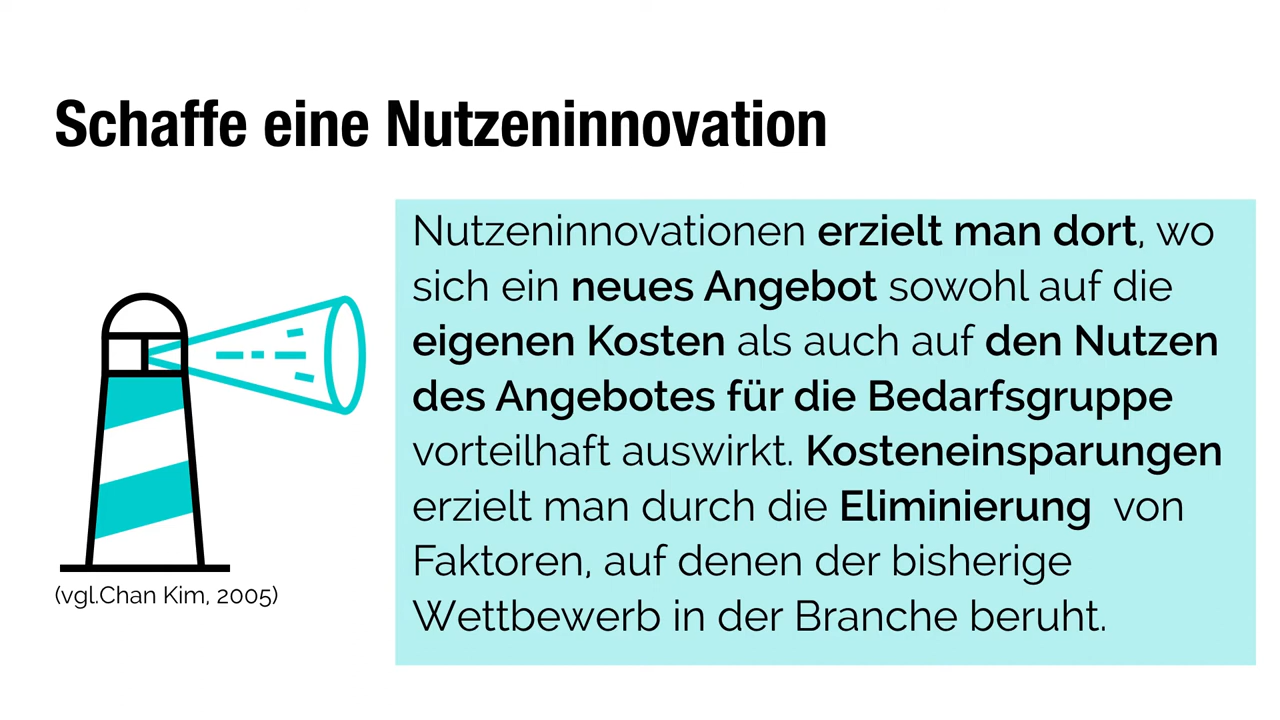 Schaffe eine Nutzeninnovation
Nutzeninnovationen erzielt man dort, wo
sich ein neues Angebot sowohl auf die
eigenen Kosten als auch auf den Nutzen
des Angebotes für die Bedarfsgruppe
vorteilhaft auswirkt. Kosteneinsparungen
erzielt man durch die Eliminierung  von
Faktoren, auf denen der bisherige
Wettbewerb in der Branche beruht.
(vgl.Chan Kim, 2005)